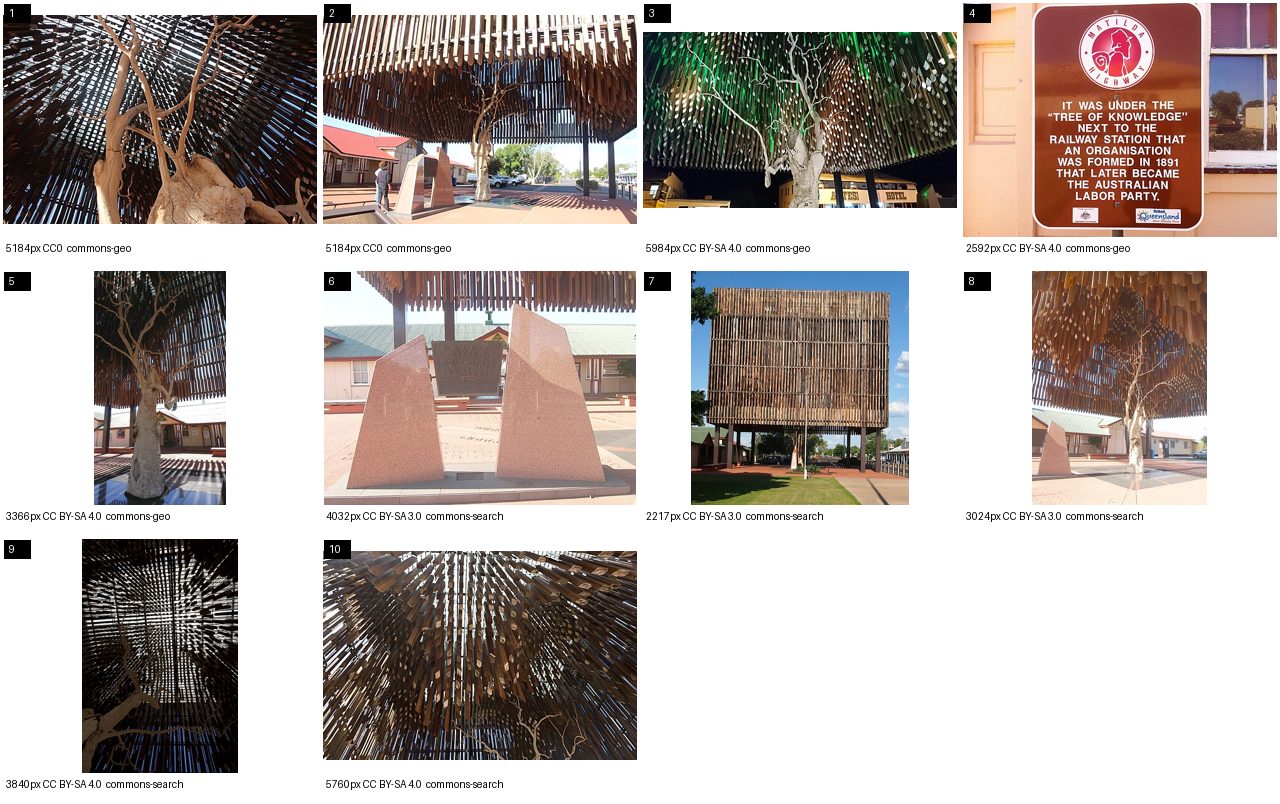 1
5184px CC0 commons-geo
2
5184px CC0 commons-geo
3
HOTEL
5984px CC BY-SA 4.0 commons-geo
4
MATILDA
HIGHWAY
IT WAS UNDER THE
"TREE OF KNOWLEDGE"
NEXT TO THE
RAILWAY STATION THAT
AN ORGANISATION
WAS FORMED IN 1891
THAT LATER BECAME
THE AUSTRALIAN
LABOR PARTY.
Queensland
2592px CC BY-SA 4.0 commons-geo
5
3366px CC BY-SA 4.0 commons-geo
6
4032px CC BY-SA 3.0 commons-search
7
2217px CC BY-SA 3.0 commons-search
8
3024px CC BY-SA 3.0 commons-search
9
3840px CC BY-SA 4.0 commons-search
10
5760px CC BY-SA 4.0 commons-search